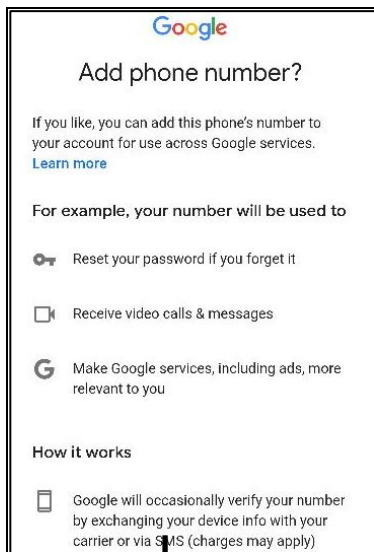 Google
Add phone number?
If you like, you can add this phone's number to
your account for use across Google services.
Learn more
For example, your number will be used to
Reset your password if you forget it
Receive video calls & messages
Make Google services, including ads, more
relevant to you
How it works
Google will occasionally verify your number
by exchanging your device info with your
carrier or via SMS (charges may apply)